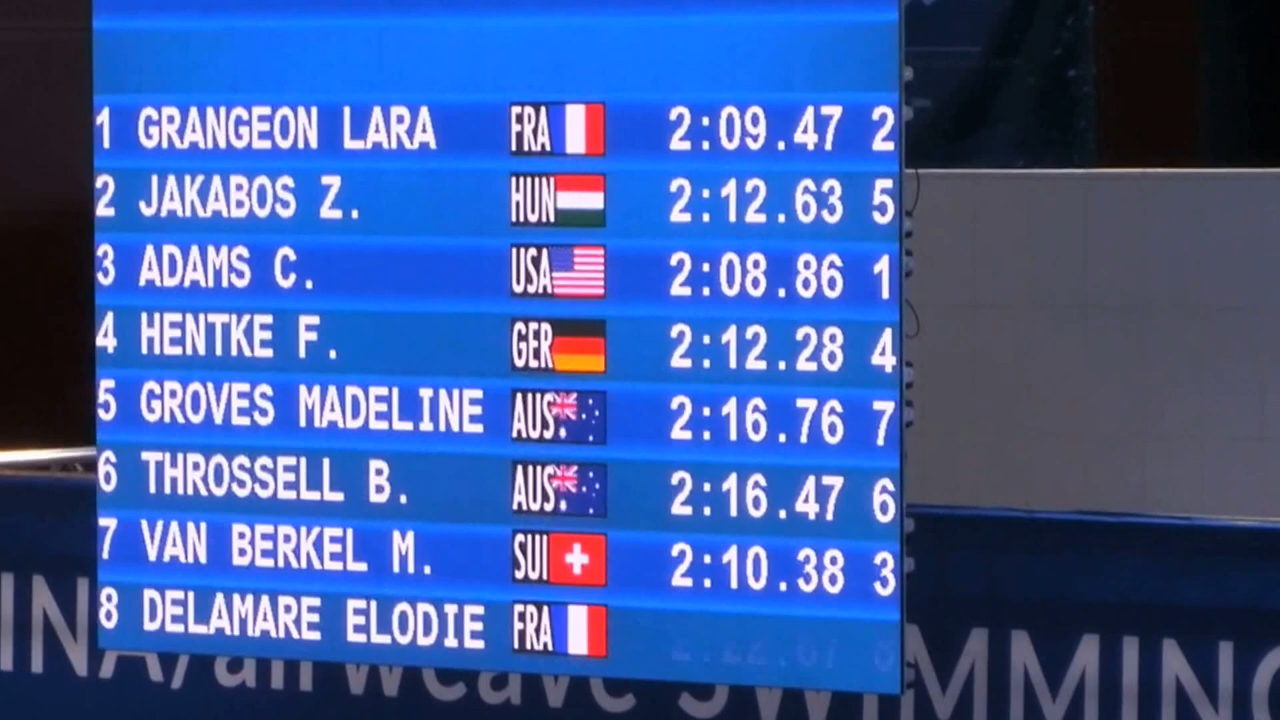 1 GRANGEON LARA FRA 2:09.47 2
2 JAKABOS Z. HUN 2:12.63 5
3 ADAMS C. USA 2:08.86 1
4 HENTKE F. GER 2:12.28 4
5 GROVES MADELINE AUS 2:16.76 7
6 THROSSELL B. AUS 2:16.47 6
7 VAN BERKEL M. SUI 2:10.38 3
8 DELAMARE ELODIE FRA
airweave SWIMMING